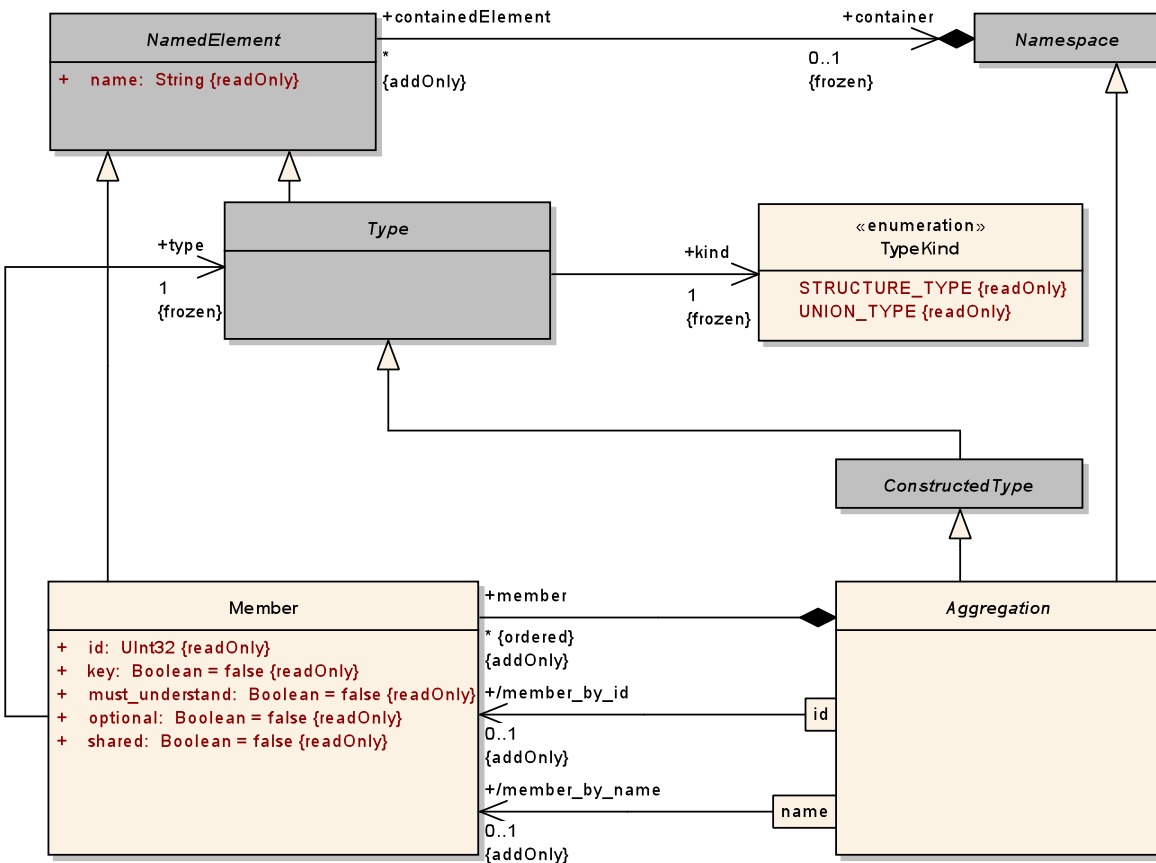 +containedElement
+container
NamedElement
Namespace
*
0..1
+ name: String {readOnly}
{addOnly}
{frozen}
Type
«enumeration»
TypeKind
+type
+kind
1
{frozen}
1
{frozen}
STRUCTURE_TYPE {readOnly}
UNION_TYPE {readOnly}
ConstructedType
Member
+member
Aggregation
* {ordered}
{addOnly}
+ id: UInt32 {readOnly}
+ key: Boolean = false {readOnly}
+ must_understand: Boolean = false {readOnly}
+ optional: Boolean = false {readOnly}
+ shared: Boolean = false {readOnly}
+/member_by_id
id
0..1
{addOnly}
+/member_by_name
name
0..1
{addOnly}